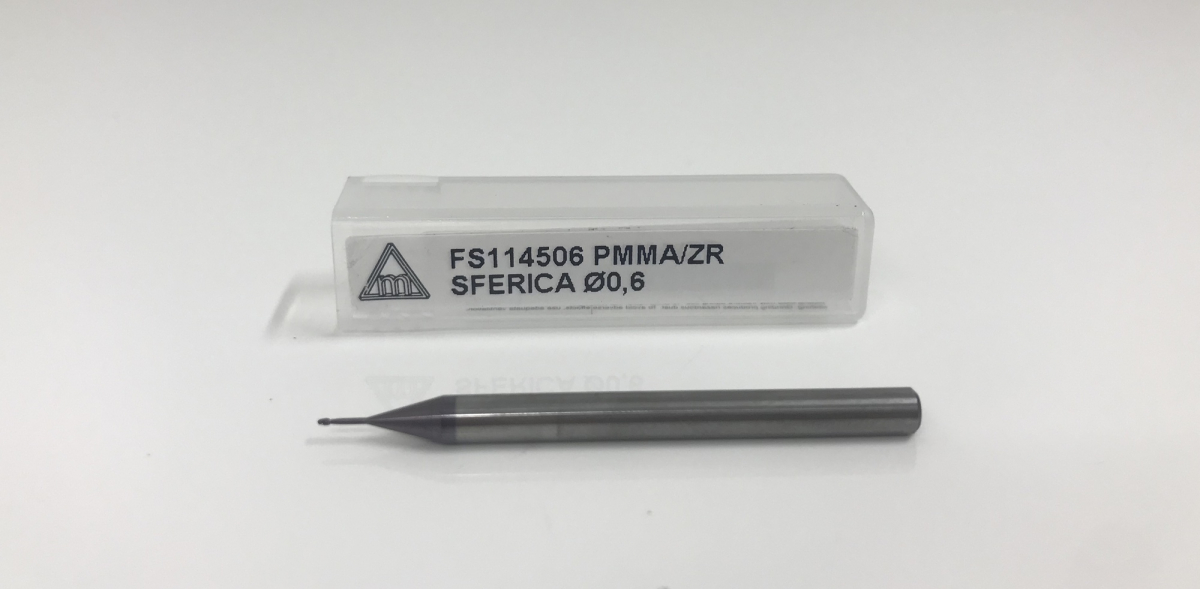 FS114506 PMMA/ZR
SFERICA Ø0,6
m